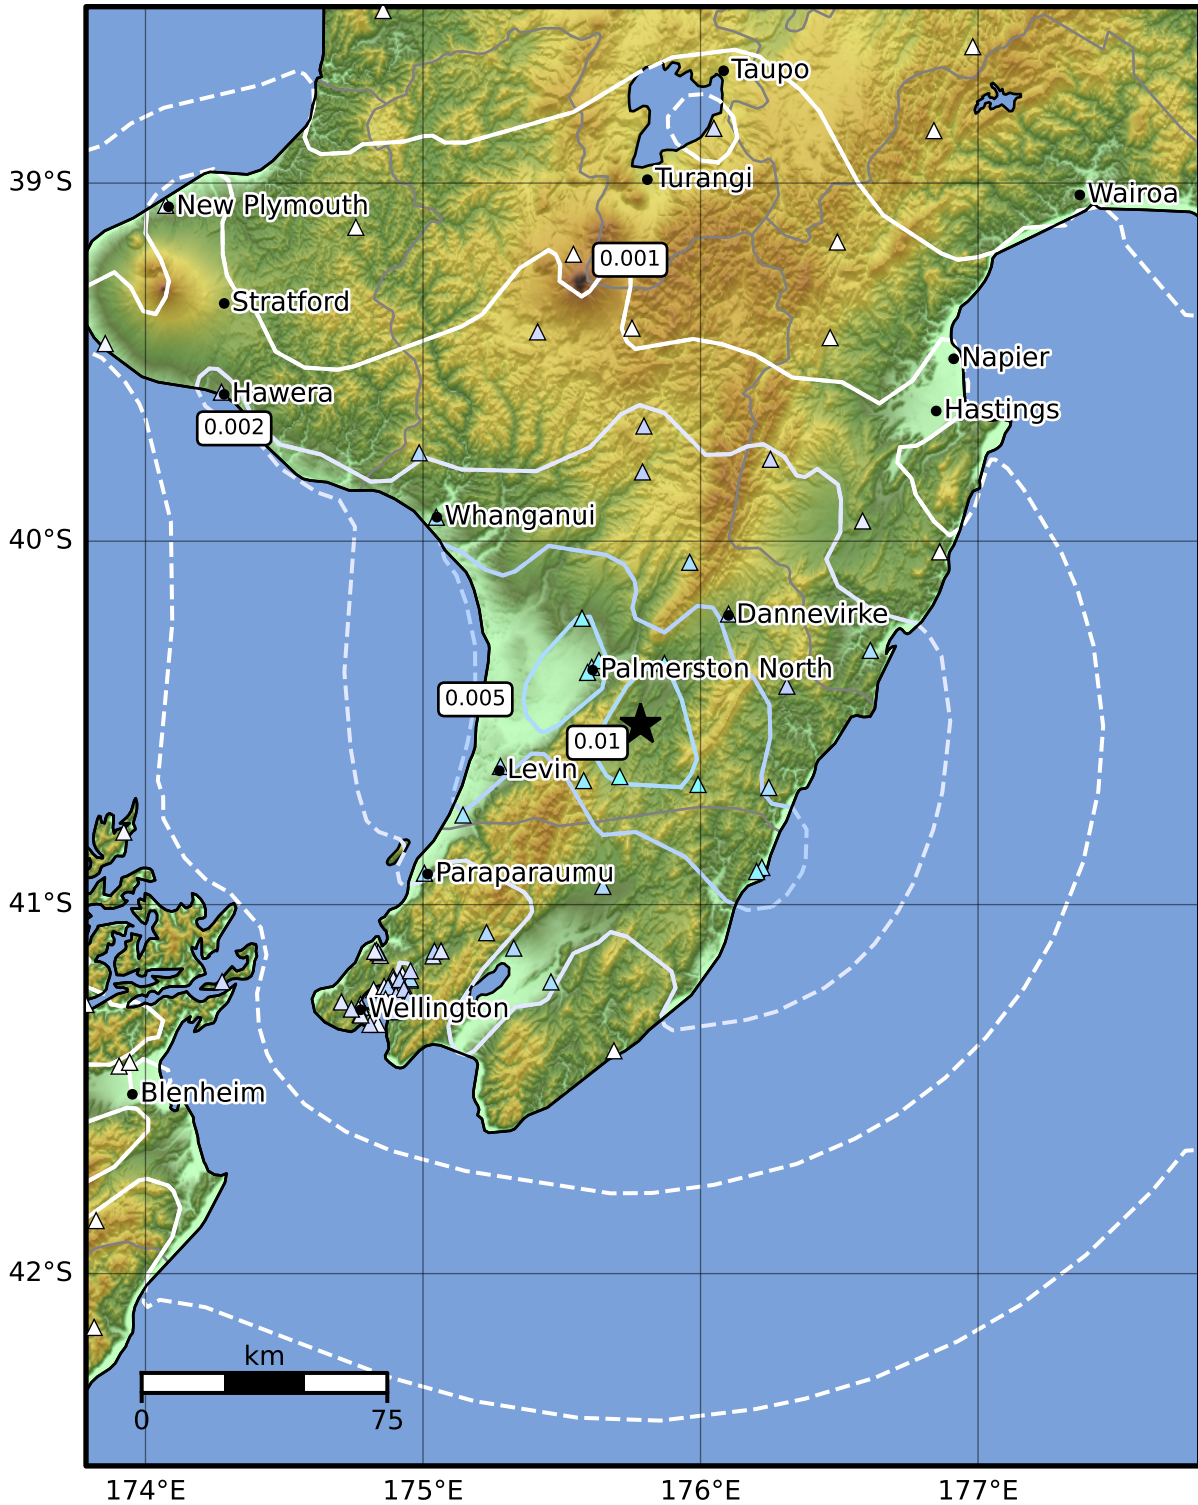 Taupo
39°S
Turangi
Wairoa
New Plymouth
0.001
Stratford
Napier
Hawera
Hastings
0.002
Whanganui
40°S
Dannevirke
Palmerston North
0.005
0.01
Levin
Paraparaumu
41°S
Wellington
Blenheim
42°S
km
0 75
174°E 175°E 176°E 177°E